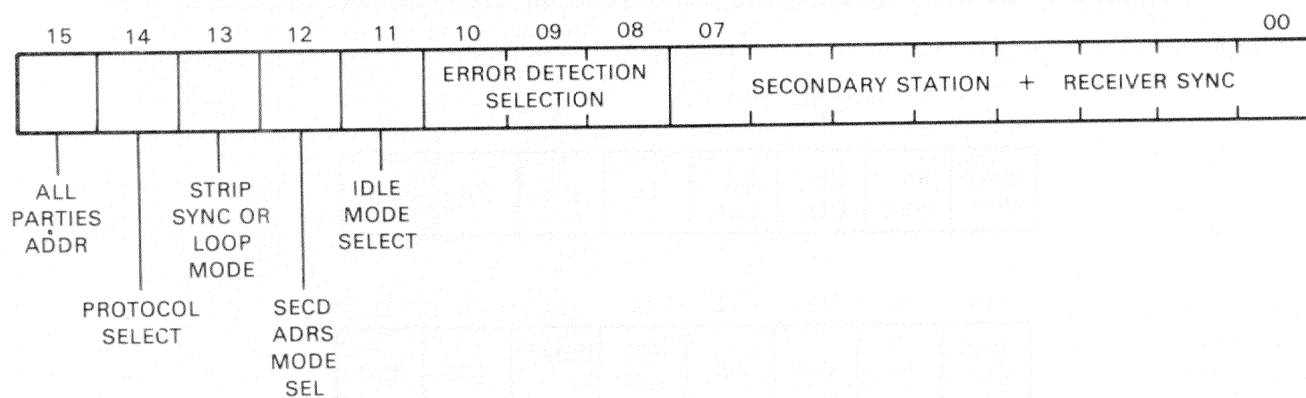 15 14 13 12 11 10 09 08 07 00
ERROR DETECTION
SELECTION
SECONDARY STATION + RECEIVER SYNC
ALL
PARTIES
ADDR
PROTOCOL
SELECT
STRIP
SYNC OR
LOOP
MODE
SECD
ADRS
MODE
SEL
IDLE
MODE
SELECT